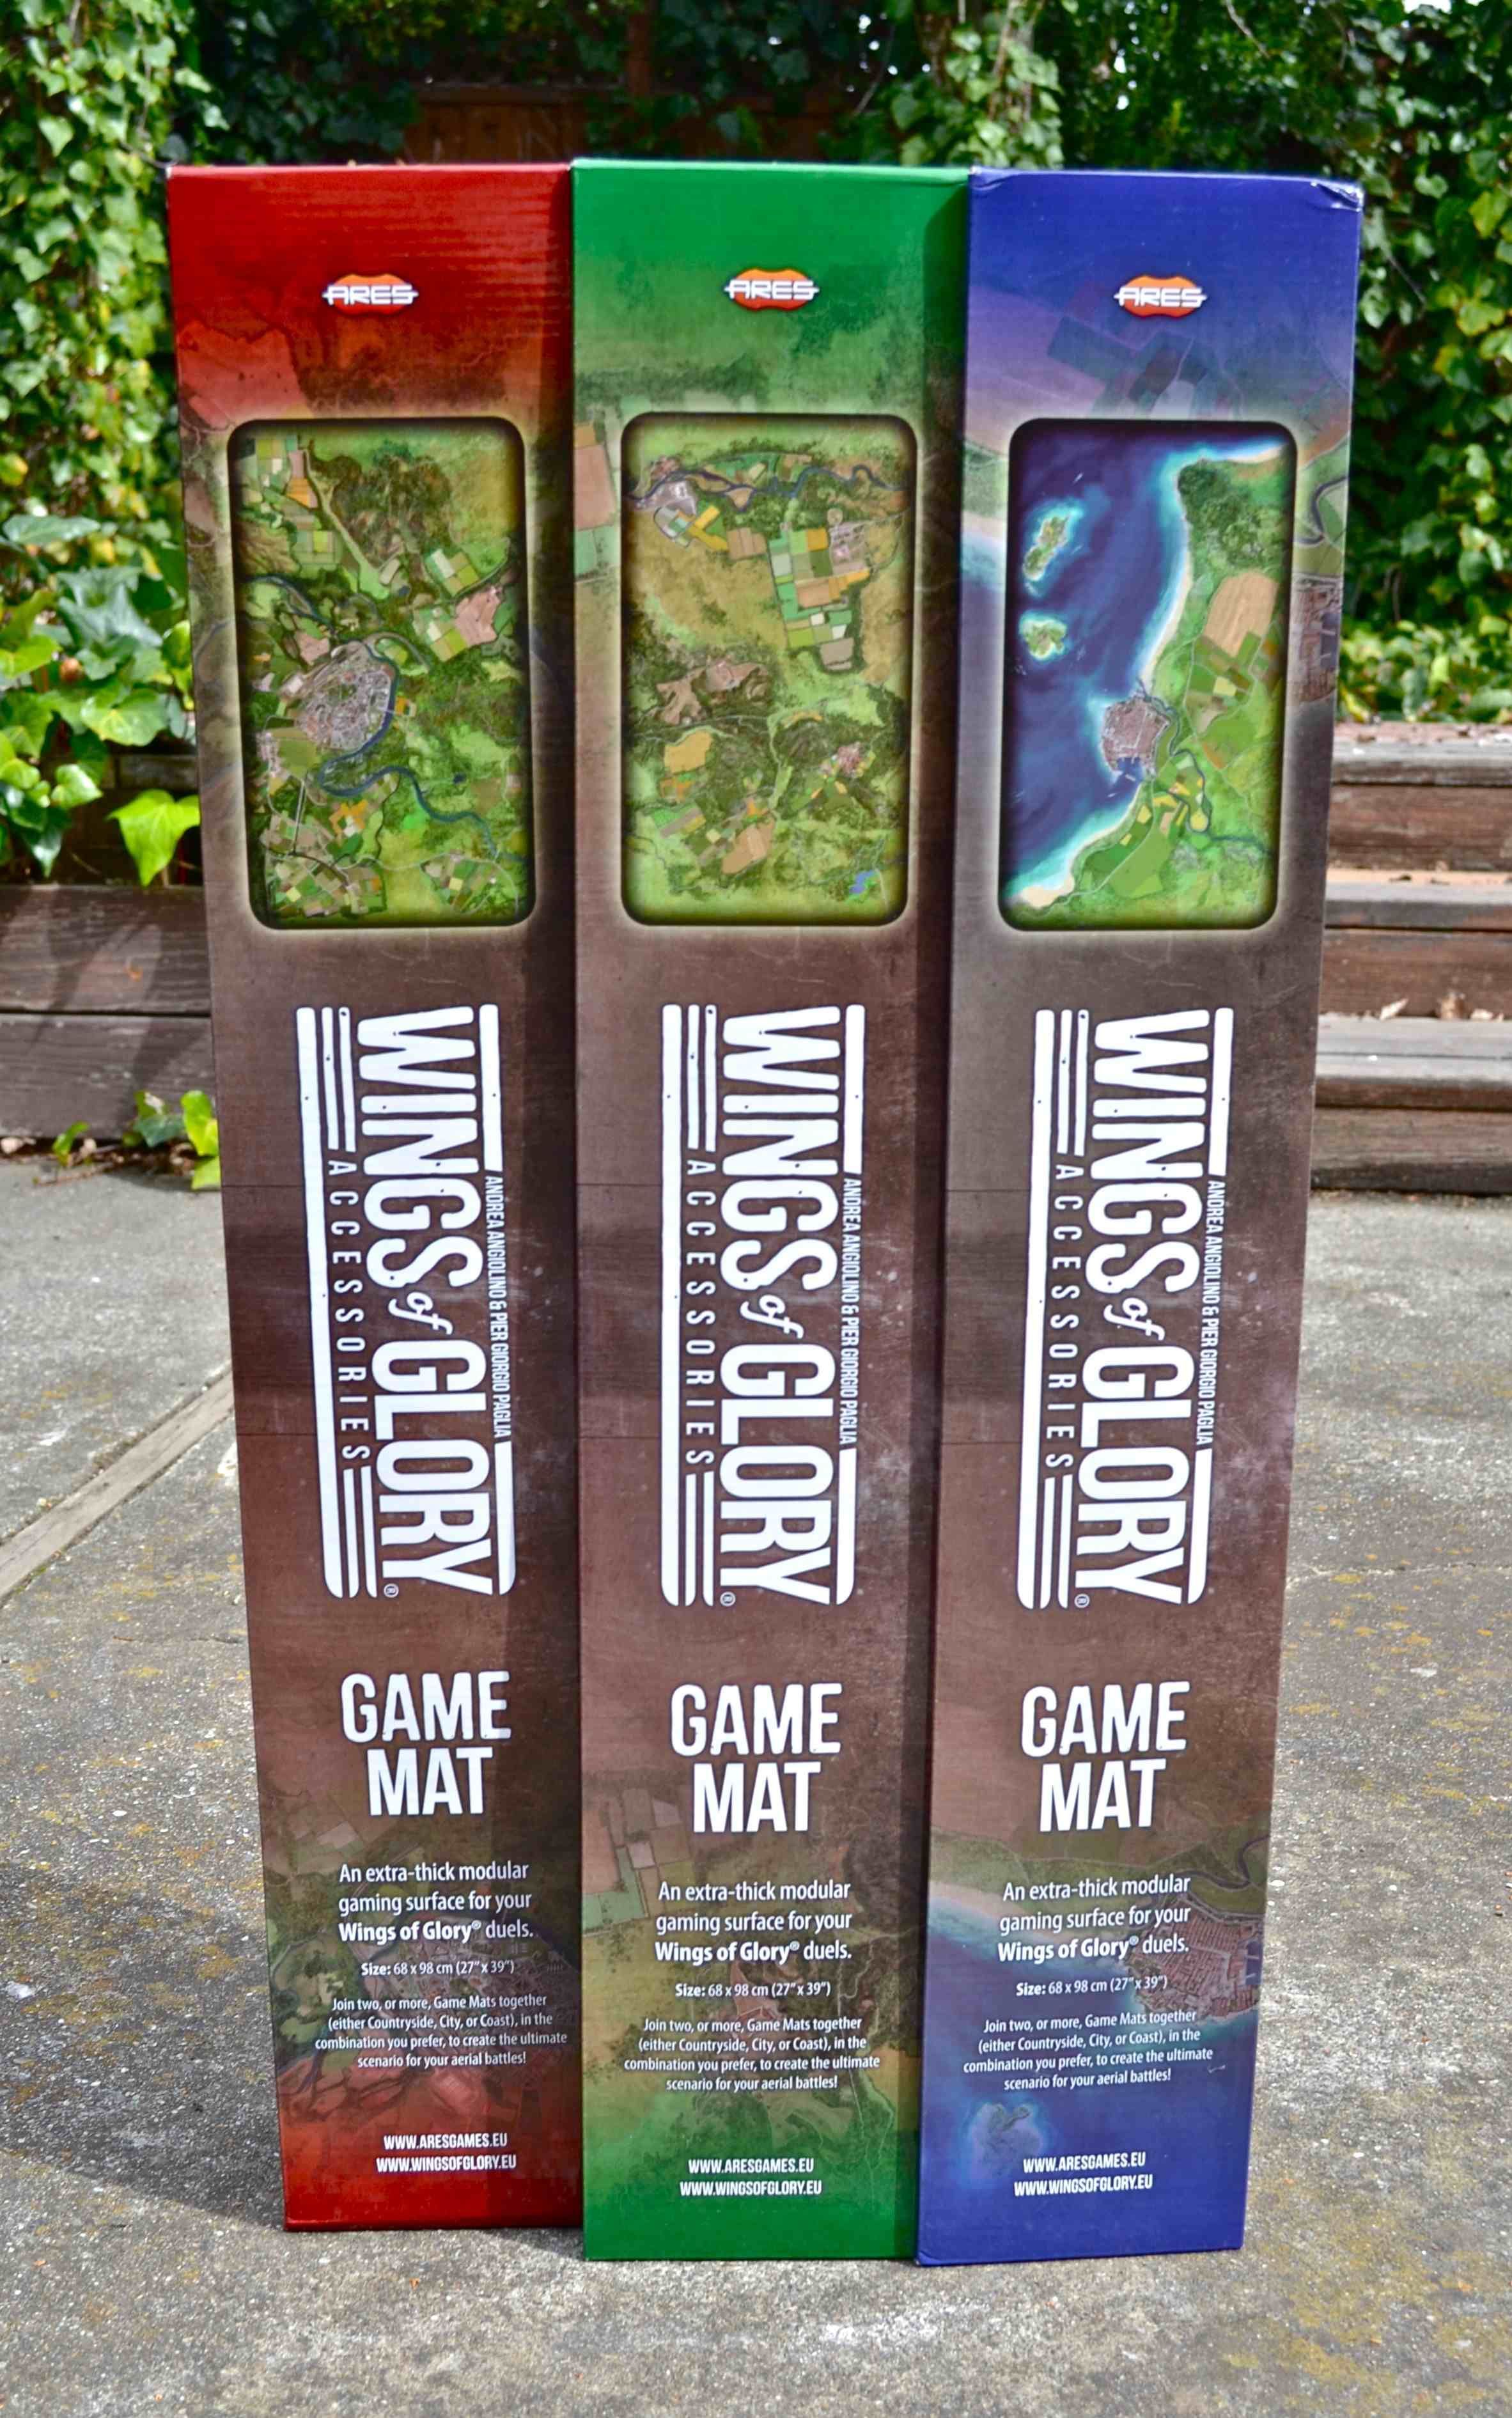 ARES
ANDREA ANGIOLINO & PIER GIORGIO PAGLIA
WINGS of GLORY®
ACCESSORIES
GAME
MAT
An extra-thick modular
gaming surface for your
Wings of Glory® duels.
Size: 68 x 98 cm (27" x 39")
Join two, or more, Game Mats together
(either Countryside, City, or Coast), in the
combination you prefer, to create the ultimate
scenario for your aerial battles!
WWW.ARESGAMES.EU
WWW.WINGSOFGLORY.EU
ARES
ANDREA ANGIOLINO & PIER GIORGIO PAGLIA
WINGS of GLORY®
ACCESSORIES
GAME
MAT
An extra-thick modular
gaming surface for your
Wings of Glory® duels.
Size: 68 x 98 cm (27" x 39")
Join two, or more, Game Mats together
(either Countryside, City, or Coast), in the
combination you prefer, to create the ultimate
scenario for your aerial battles!
WWW.ARESGAMES.EU
WWW.WINGSOFGLORY.EU
ARES
ANDREA ANGIOLINO & PIER GIORGIO PAGLIA
WINGS of GLORY®
ACCESSORIES
GAME
MAT
An extra-thick modular
gaming surface for your
Wings of Glory® duels.
Size: 68 x 98 cm (27" x 39")
Join two, or more, Game Mats together
(either Countryside, City, or Coast), in the
combination you prefer, to create the ultimate
scenario for your aerial battles!
WWW.ARESGAMES.EU
WWW.WINGSOFGLORY.EU